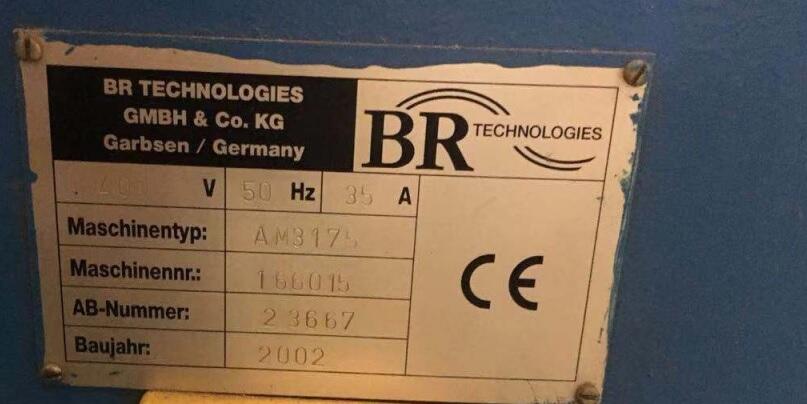 BR TECHNOLOGIES
GMBH & Co. KG
Garbsen / Germany
BR TECHNOLOGIES
400 V 50 Hz 35 A
Maschinentyp: AM3175
Maschinennr.: 166015
AB-Nummer: 23667
Baujahr: 2002
CE